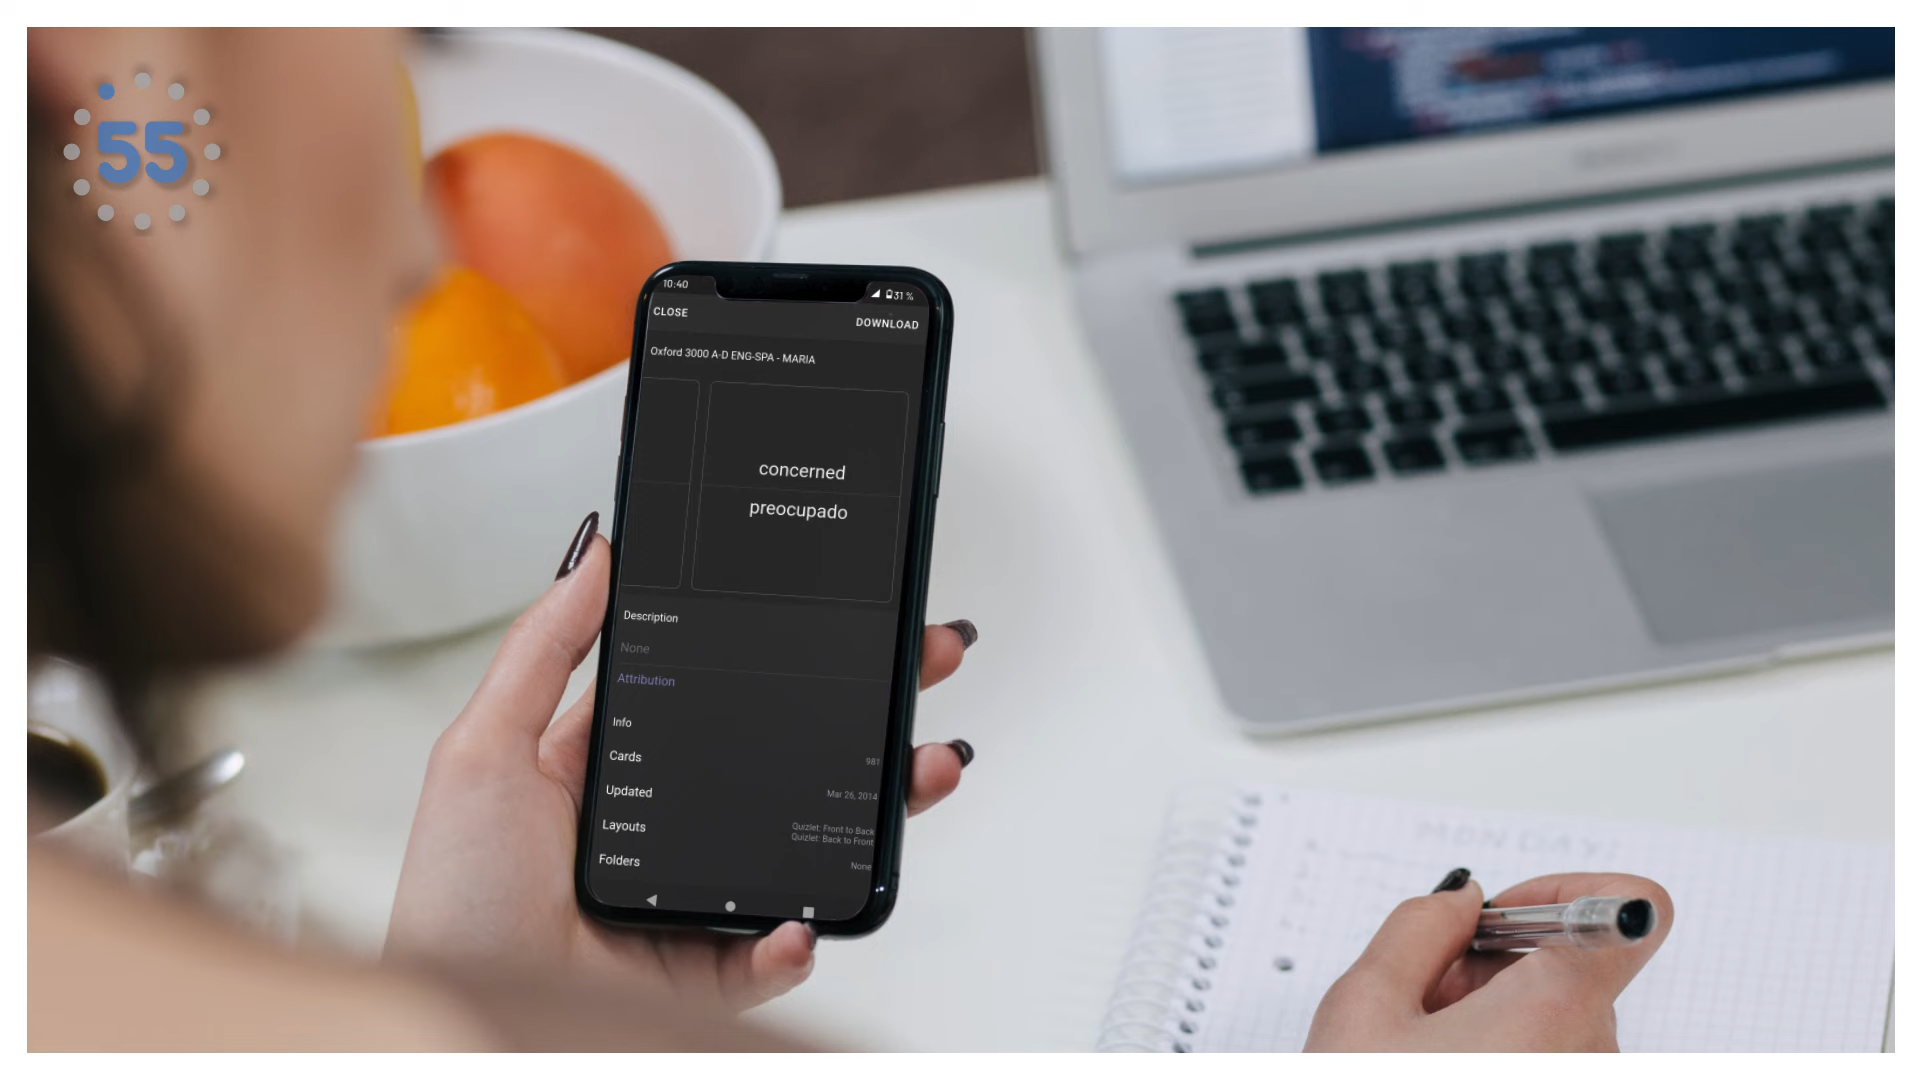 55
10:40
31 %
CLOSE
DOWNLOAD
Oxford 3000 A-D ENG-SPA - MARIA
concerned
preocupado
Description
None
Attribution
Info
Cards 981
Updated Mar 26, 2014
Layouts Quizlet: Front to Back
Quizlet: Back to Front
Folders None
MONDAY: